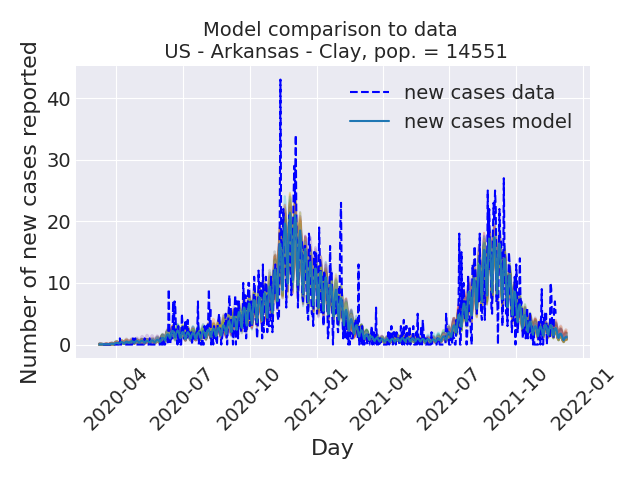 Model comparison to data
US - Arkansas - Clay, pop. = 14551
Number of new cases reported
40
30
20
10
0
new cases data
new cases model
2020-04
2020-07
2020-10
2021-01
2021-04
2021-07
2021-10
2022-01
Day